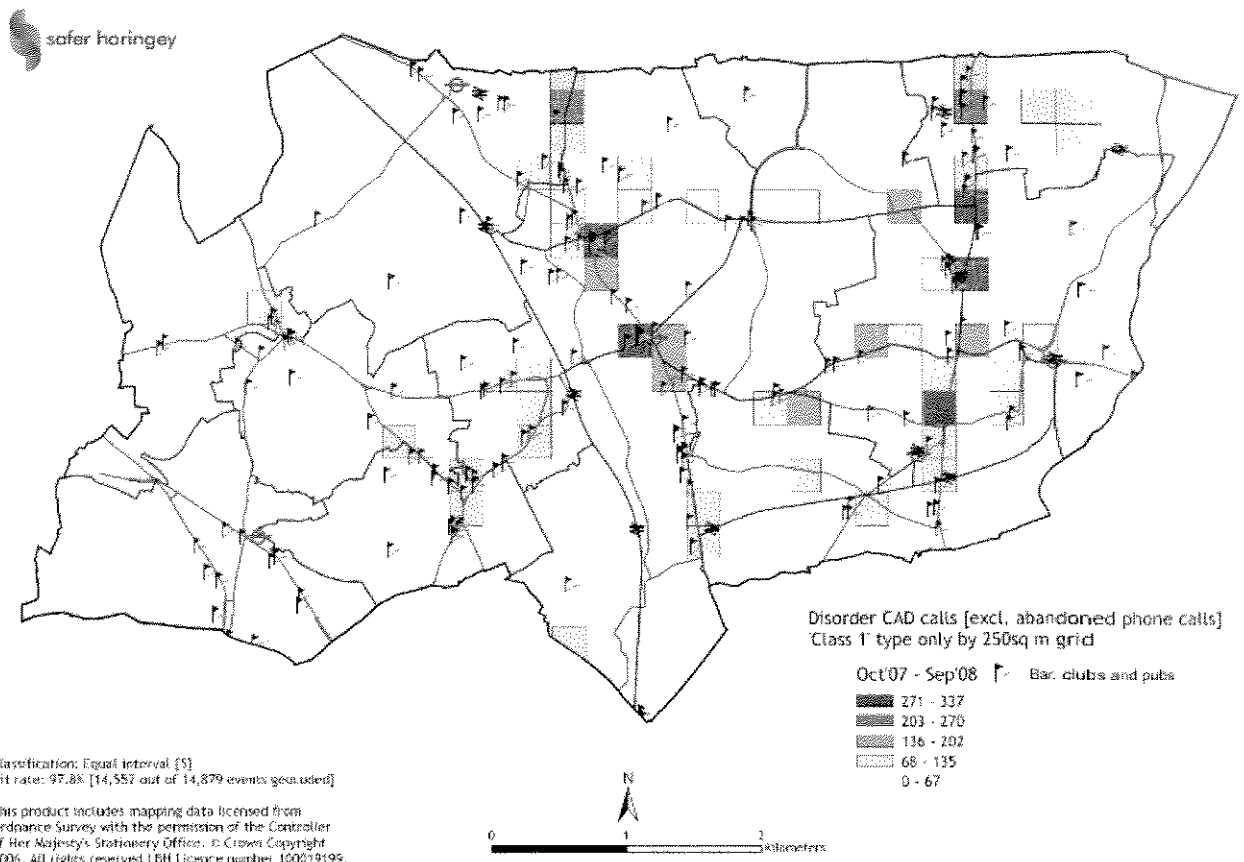 safer haringey
Disorder CAD calls [excl. abandoned phone calls]
'Class 1' type only by 250sq m grid
Oct'07 - Sep'08 Bar, clubs and pubs
271 - 337
203 - 270
136 - 202
68 - 135
0 - 67
lassification: Equal interval [5]
it rate: 97.8% [14,552 out of 14,879 events geocluded]
his product includes mapping data licensed from
rdnance Survey with the permission of the Controller
f Her Majesty's Stationery Office. © Crown Copyright
006. All rights reserved LBH Licence number 100019199.
N
0 1 2
Kilometers